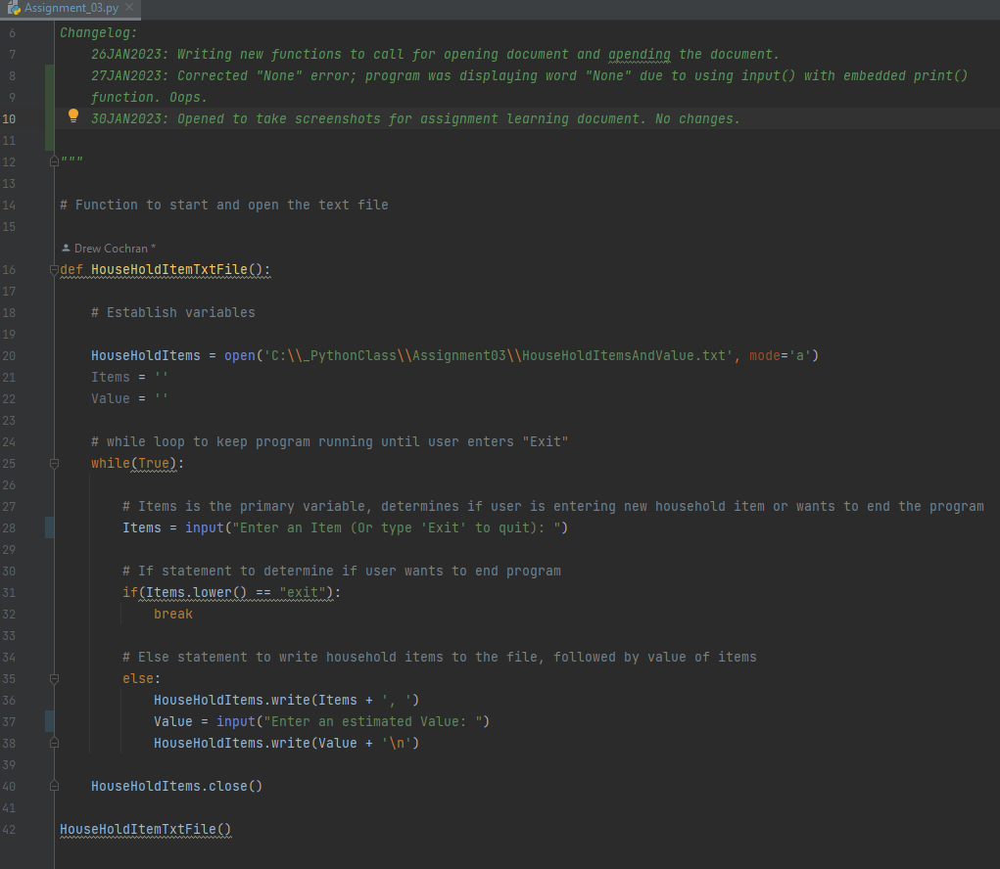 Assignment_03.py
6 Changelog:
7 26JAN2023: Writing new functions to call for opening document and apending the document.
8 27JAN2023: Corrected "None" error; program was displaying word "None" due to using input() with embedded print()
9 function. Oops.
10 30JAN2023: Opened to take screenshots for assignment learning document. No changes.
11
12 """
13
14 # Function to start and open the text file
15
Drew Cochran *
16 def HouseHoldItemTxtFile():
17
18 # Establish variables
19
20 HouseHoldItems = open('C:\\_PythonClass\\Assignment03\\HouseHoldItemsAndValue.txt', mode='a')
21 Items = ''
22 Value = ''
23
24 # while loop to keep program running until user enters "Exit"
25 while(True):
26
27 # Items is the primary variable, determines if user is entering new household item or wants to end the program
28 Items = input("Enter an Item (Or type 'Exit' to quit): ")
29
30 # If statement to determine if user wants to end program
31 if(Items.lower() == "exit"):
32 break
33
34 # Else statement to write household items to the file, followed by value of items
35 else:
36 HouseHoldItems.write(Items + ', ')
37 Value = input("Enter an estimated Value: ")
38 HouseHoldItems.write(Value + '\n')
39
40 HouseHoldItems.close()
41
42 HouseHoldItemTxtFile()